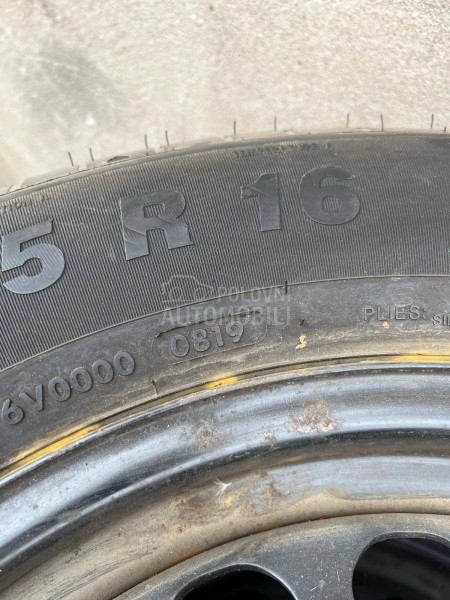 5 R 16
POLOVNI
AUTOMOBILI
6V0000 0819
PLIES: